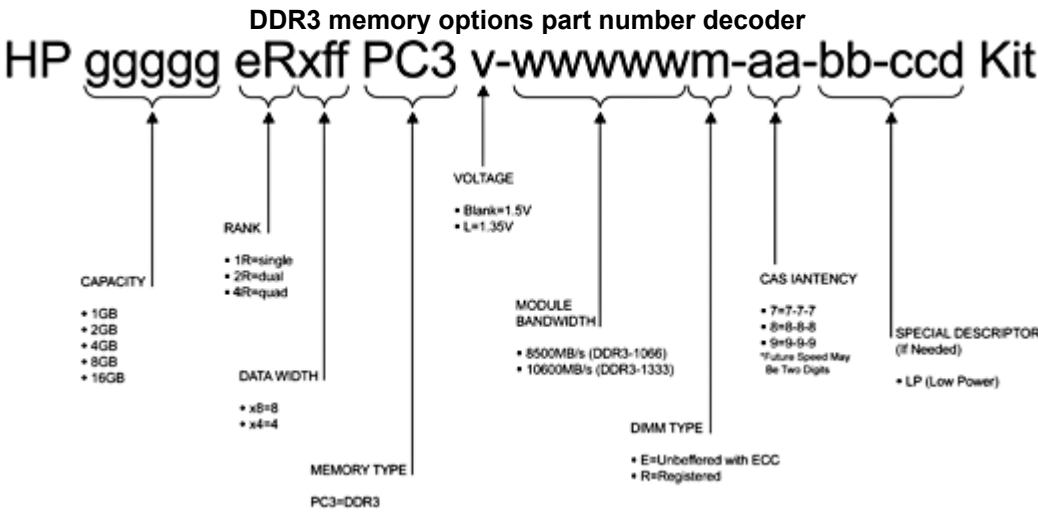 DDR3 memory options part number decoder
HP ggggg eRxff PC3 v-wwwwwm-aa-bb-ccd Kit
CAPACITY
• 1GB
• 2GB
• 4GB
• 8GB
• 16GB
RANK
• 1R=single
• 2R=dual
• 4R=quad
DATA WIDTH
• x8=8
• x4=4
MEMORY TYPE
PC3=DDR3
VOLTAGE
• Blank=1.5V
• L=1.35V
MODULE
BANDWIDTH
• 8500MB/s (DDR3-1066)
• 10600MB/s (DDR3-1333)
DIMM TYPE
• E=Unbeffered with ECC
• R=Registered
CAS IANTENCY
• 7=7-7-7
• 8=8-8-8
• 9=9-9-9
*Future Speed May
Be Two Digits
SPECIAL DESCRIPTOR
(If Needed)
• LP (Low Power)